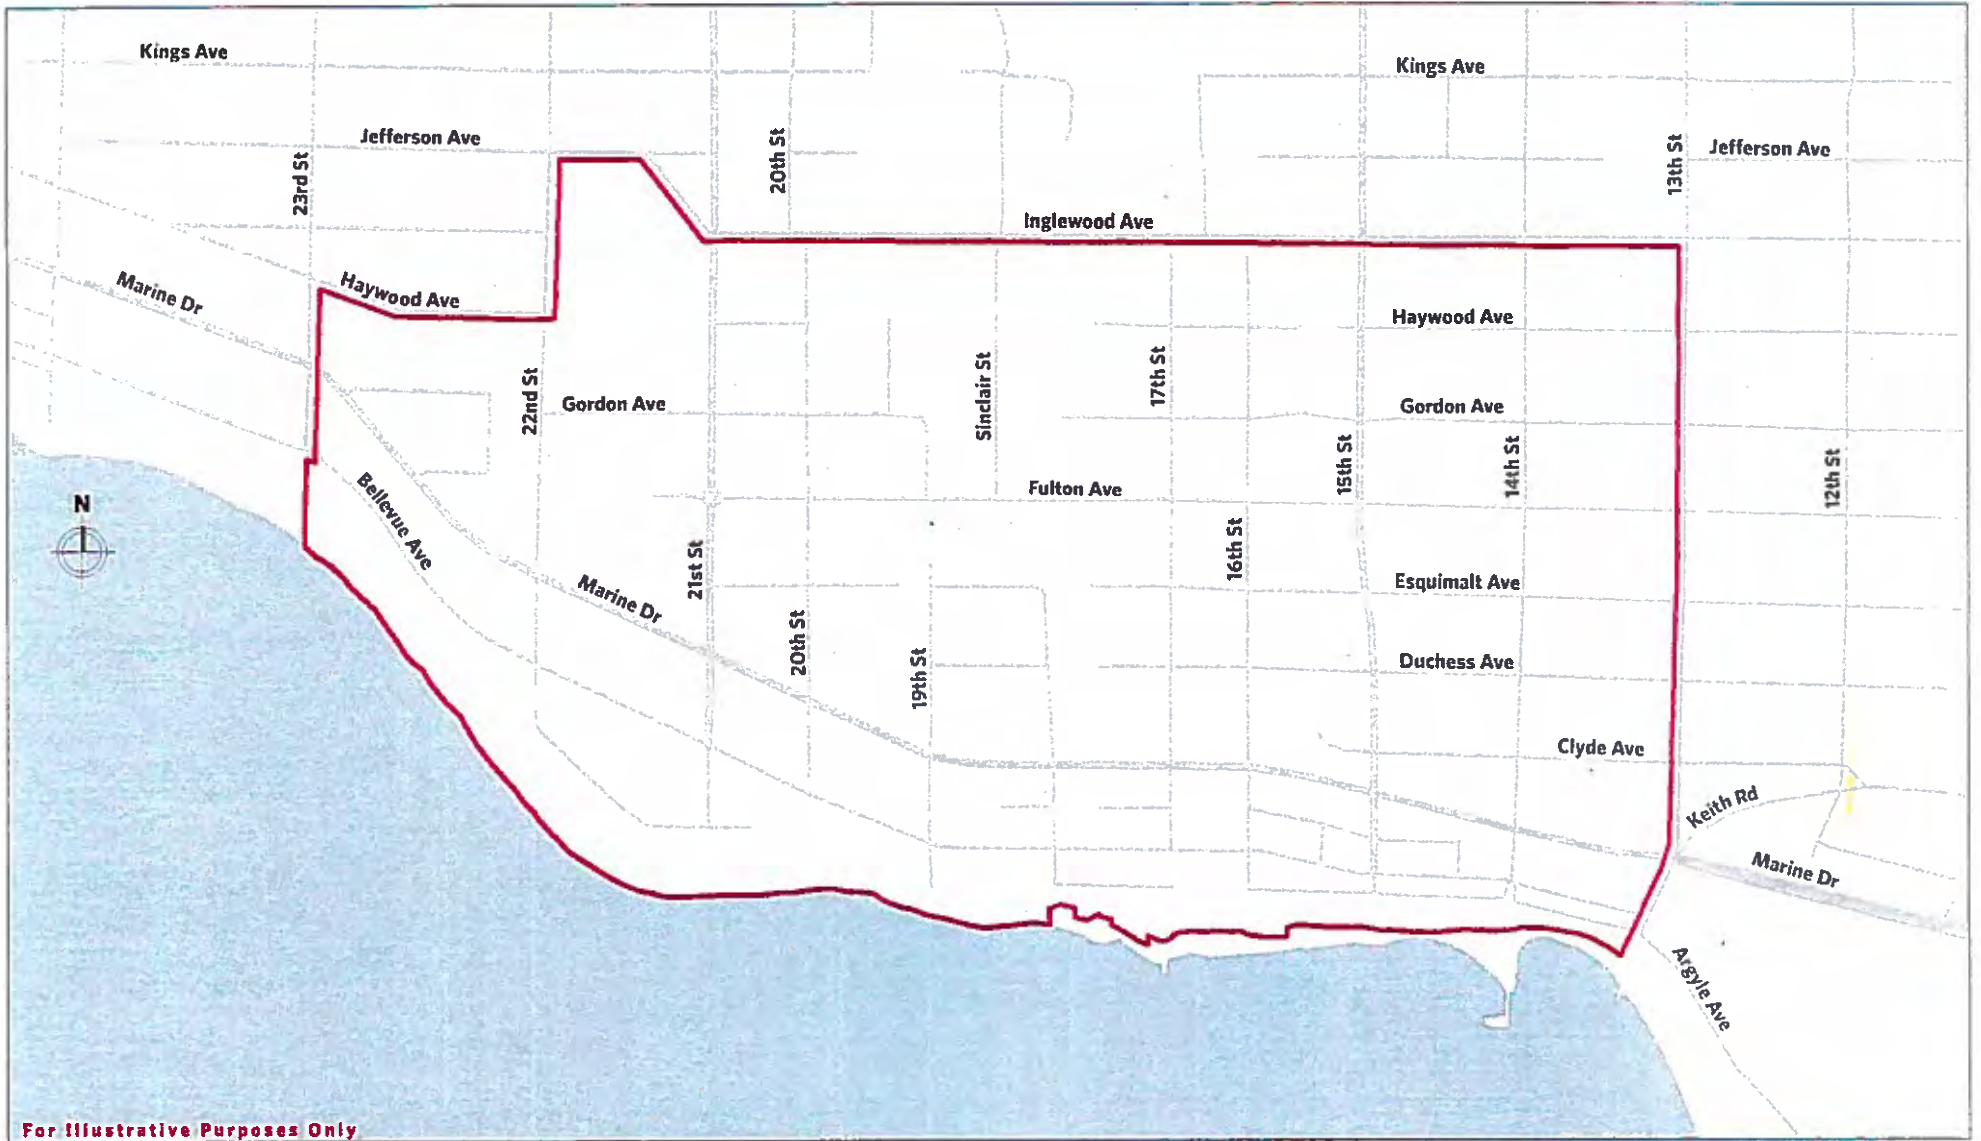 Kings Ave
Kings Ave
Jefferson Ave
20th St
13th St
Jefferson Ave
23rd St
Inglewood Ave
Marine Dr
Haywood Ave
Haywood Ave
22nd St
Gordon Ave
Sinclair St
17th St
Gordon Ave
15th St
14th St
12th St
N
Bellevue Ave
Fulton Ave
16th St
21st St
Marine Dr
Esquimalt Ave
20th St
19th St
Duchess Ave
Clyde Ave
Keith Rd
Marine Dr
Argyle Ave
For Illustrative Purposes Only